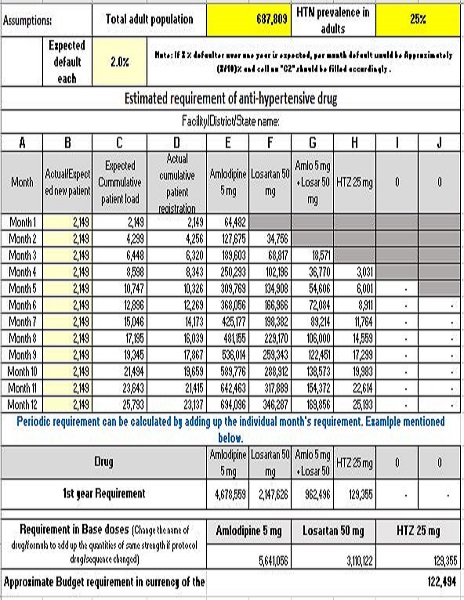 Assumptions: Total adult population 687,809 HTN prevalence in adults 25%
Expected default each 2.0% Note: If X% defaulter over one year is expected, per month default would be Approximately (X/10)% and cell no "C2" should be filled accordingly.
Estimated requirement of anti-hypertensive drug
Facility/District/State name:
A B C D E F G H I J
Month Actual/Expected new patient Expected Cummulative patient load Actual cumulative patient registration Amlodipine 5 mg Losartan 50 mg Amlo 5 mg + Losar 50 mg HTZ 25 mg 0 0
Month 1 2,149 2,149 2,149 64,482
Month 2 2,149 4,299 4,256 127,675 34,756
Month 3 2,149 6,448 6,320 189,603 68,817 18,571
Month 4 2,149 8,598 8,343 250,293 102,196 36,770 3,031
Month 5 2,149 10,747 10,326 309,769 134,908 54,606 6,001 -
Month 6 2,149 12,896 12,269 368,056 166,966 72,084 8,911 - -
Month 7 2,149 15,046 14,173 425,177 198,382 89,214 11,764 - -
Month 8 2,149 17,195 16,039 481,155 229,170 106,000 14,559 - -
Month 9 2,149 19,345 17,867 536,014 259,343 122,451 17,299 - -
Month 10 2,149 21,494 19,659 589,776 288,912 138,573 19,983 - -
Month 11 2,149 23,643 21,415 642,463 317,889 154,372 22,614 - -
Month 12 2,149 25,793 23,137 694,096 346,287 169,856 25,193 - -
Periodic requirement can be calculated by adding up the individual month's requirement. Examlple mentioned
below.
Drug Amlodipine 5 mg Losartan 50 mg Amlo 5 mg + Losar 50 HTZ 25 mg 0 0
1st year Requirement 4,678,559 2,147,626 962,496 129,355 - -
Requirement in Base doses (Change the name of drug/formula to add up the quantities of same strength if protocol drug/sequence changed) Amlodipine 5 mg Losartan 50 mg HTZ 25 mg
5,641,056 3,110,122 129,355
Approximate Budget requirement in currency of the 122,494